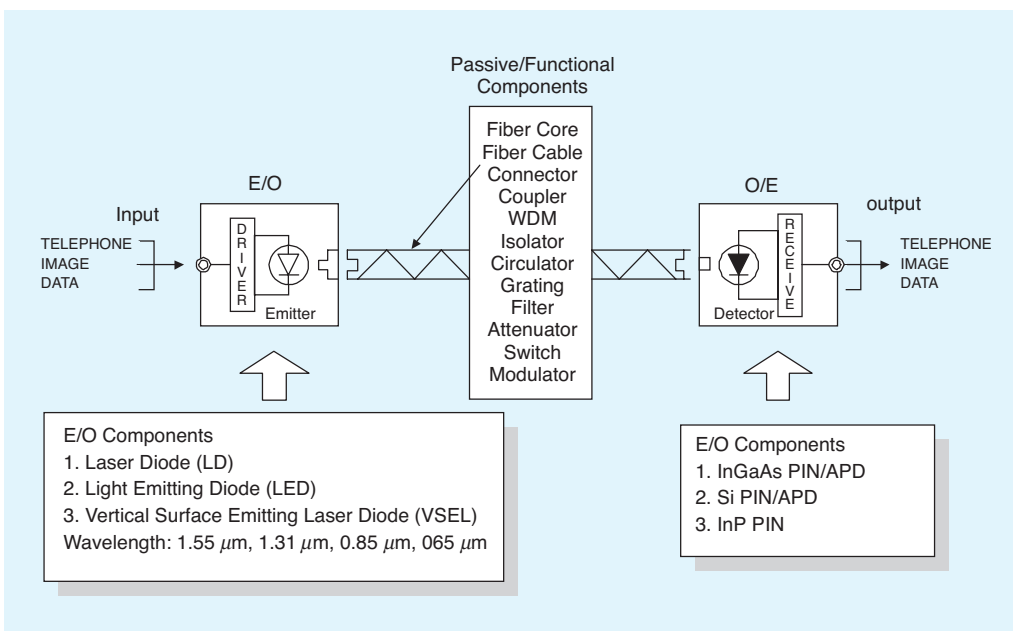 Passive/Functional
Components
Fiber Core
Fiber Cable
Connector
Coupler
WDM
Isolator
Circulator
Grating
Filter
Attenuator
Switch
Modulator
E/O
Input
TELEPHONE
IMAGE
DATA
DRIVER
Emitter
O/E
output
RECEIVE
Detector
TELEPHONE
IMAGE
DATA
E/O Components
1. Laser Diode (LD)
2. Light Emitting Diode (LED)
3. Vertical Surface Emitting Laser Diode (VSEL)
Wavelength: 1.55 μm, 1.31 μm, 0.85 μm, 065 μm
E/O Components
1. InGaAs PIN/APD
2. Si PIN/APD
3. InP PIN